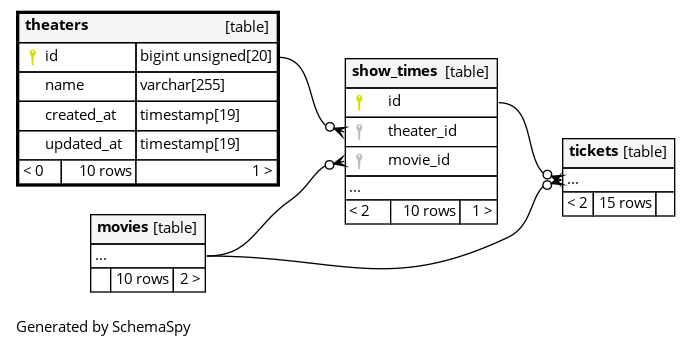 theaters [table]
id bigint unsigned[20]
name varchar[255]
created_at timestamp[19]
updated_at timestamp[19]
< 0 10 rows 1 >
show_times [table]
id
theater_id
movie_id
...
< 2 10 rows 1 >
tickets [table]
...
< 2 15 rows
movies [table]
...
10 rows 2 >
Generated by SchemaSpy